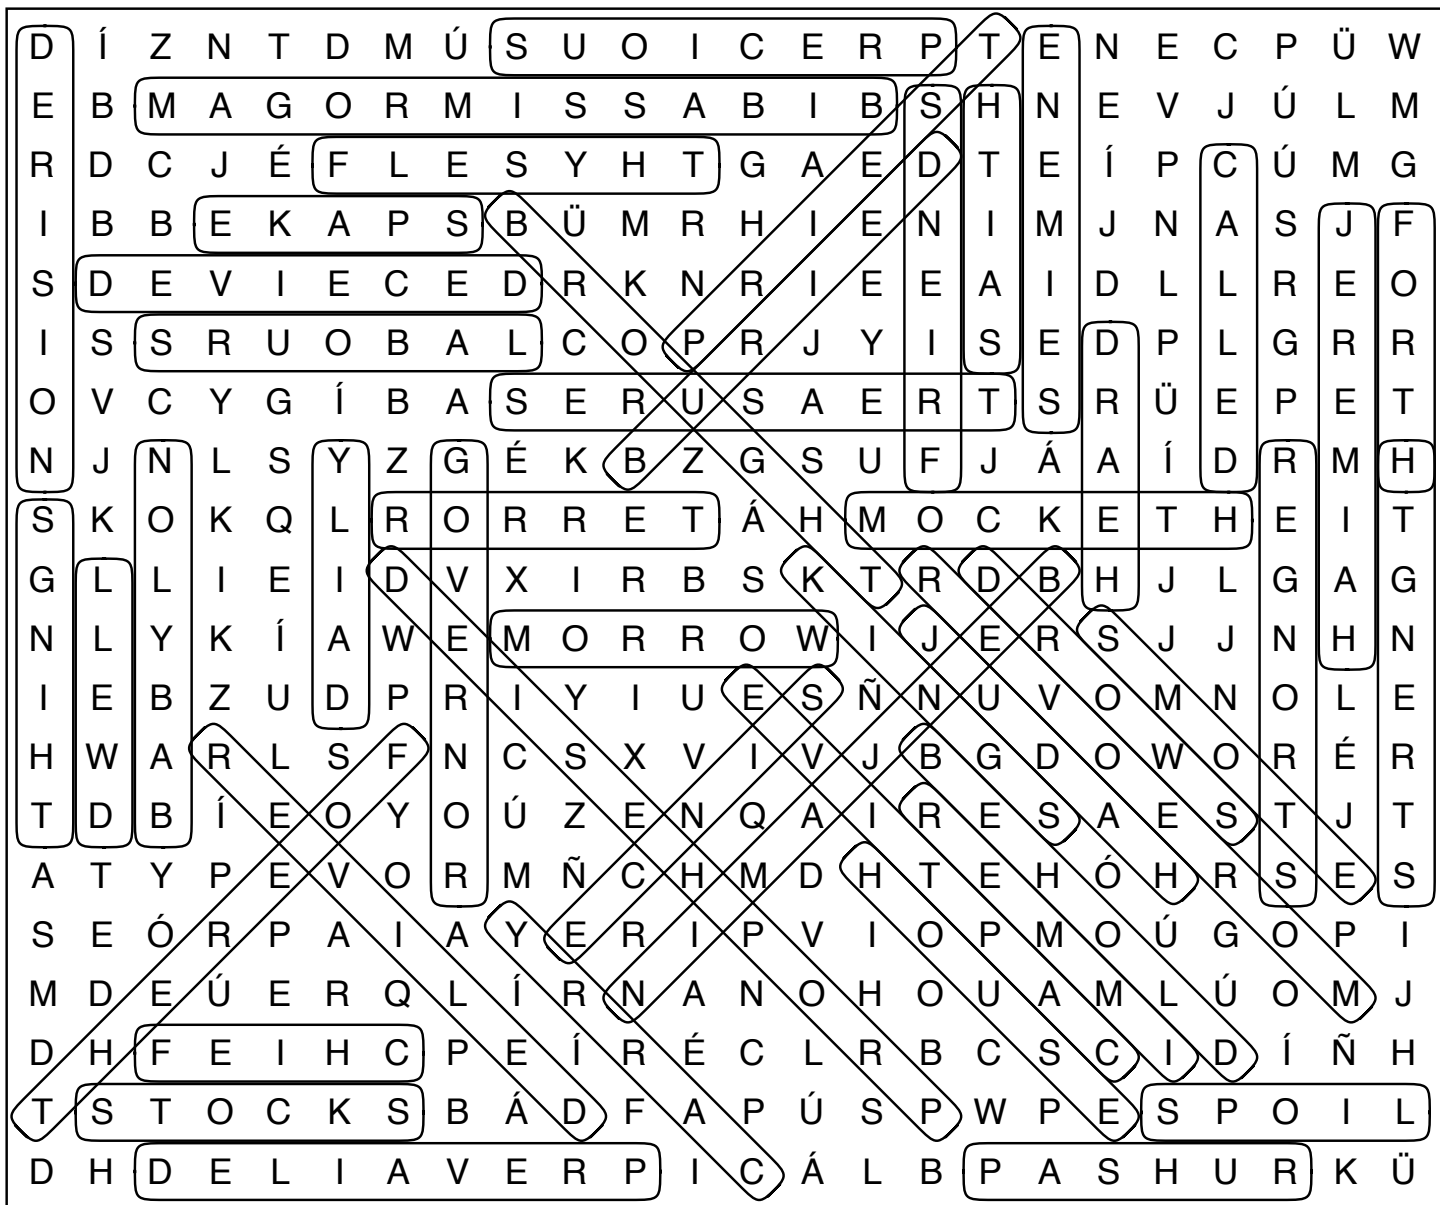 D Í Z N T D M Ú S U O I C E R P T E N E C P Ü W
E B M A G O R M I S S A B I B S H N E V J Ú L M
R D C J É F L E S Y H T G A E D T E Í P C Ú M G
I B B E K A P S B Ü M R H I E N I M J N A S J F
S D E V I E C E D R K N R I E E A I D L L R E O
I S S R U O B A L C O P R J Y I S E D P L G R R
O V C Y G Í B A S E R U S A E R T S R Ü E P E T
N J N L S Y Z G É K B Z G S U F J Á A Í D R M H
S K O K Q L R O R R E T Á H M O C K E T H E I T
G L L I E I D V X I R B S K T R D B H J L G A G
N L Y K Í A W E M O R R O W I J E R S J J N H N
I E B Z U D P R I Y I U E S Ñ N U V O M N O L E
H W A R L S F N C S X V I V J B G D O W O R É R
T D B Í E O Y O Ú Z E N Q A I R E S A E S T J T
A T Y P E V O R M Ñ C H M D H T E H Ó H R S E S
S E Ó R P A I A Y E R I P V I O P M O Ú G O P I
M D E Ú E R Q L Í R N A N O H O U A M L Ú O M J
D H F E I H C P E Í R É C L R B C S C I D Í Ñ H
T S T O C K S B Á D F A P Ú S P W P E S P O I L
D H D E L I A V E R P I C Á L B P A S H U R K Ü